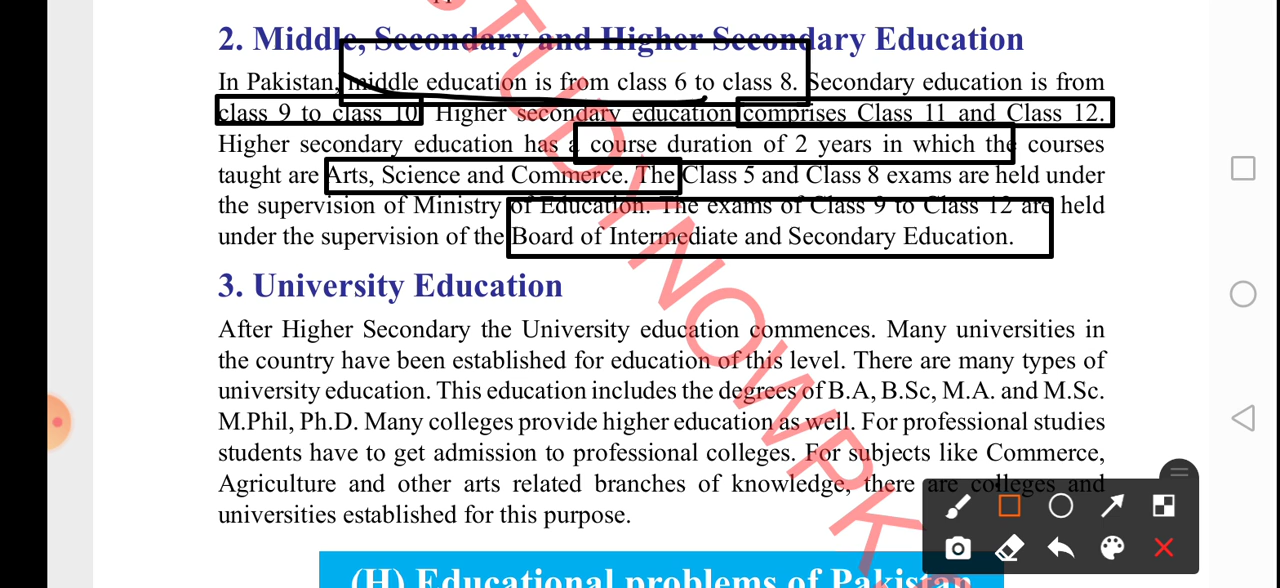 2. Middle, Secondary and Higher Secondary Education
In Pakistan, middle education is from class 6 to class 8. Secondary education is from
class 9 to class 10. Higher secondary education comprises Class 11 and Class 12.
Higher secondary education has a course duration of 2 years in which the courses
taught are Arts, Science and Commerce. The Class 5 and Class 8 exams are held under
the supervision of Ministry of Education. The exams of Class 9 to Class 12 are held
under the supervision of the Board of Intermediate and Secondary Education.
3. University Education
After Higher Secondary the University education commences. Many universities in
the country have been established for education of this level. There are many types of
university education. This education includes the degrees of B.A, B.Sc, M.A. and M.Sc.
M.Phil, Ph.D. Many colleges provide higher education as well. For professional studies
students have to get admission to professional colleges. For subjects like Commerce,
Agriculture and other arts related branches of knowledge, there are colleges and
universities established for this purpose.
(H) Educational problems of Pakistan
STUDYNOWPK